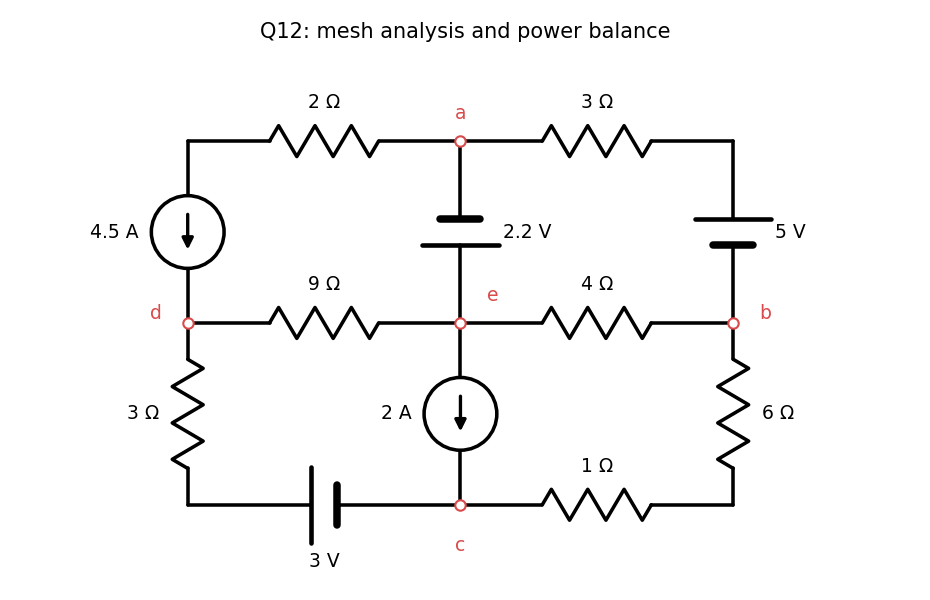 Q12: mesh analysis and power balance
2 Ω
a
3 Ω
4.5 A
2.2 V
5 V
d
9 Ω
e
4 Ω
b
3 Ω
2 A
6 Ω
1 Ω
3 V
c